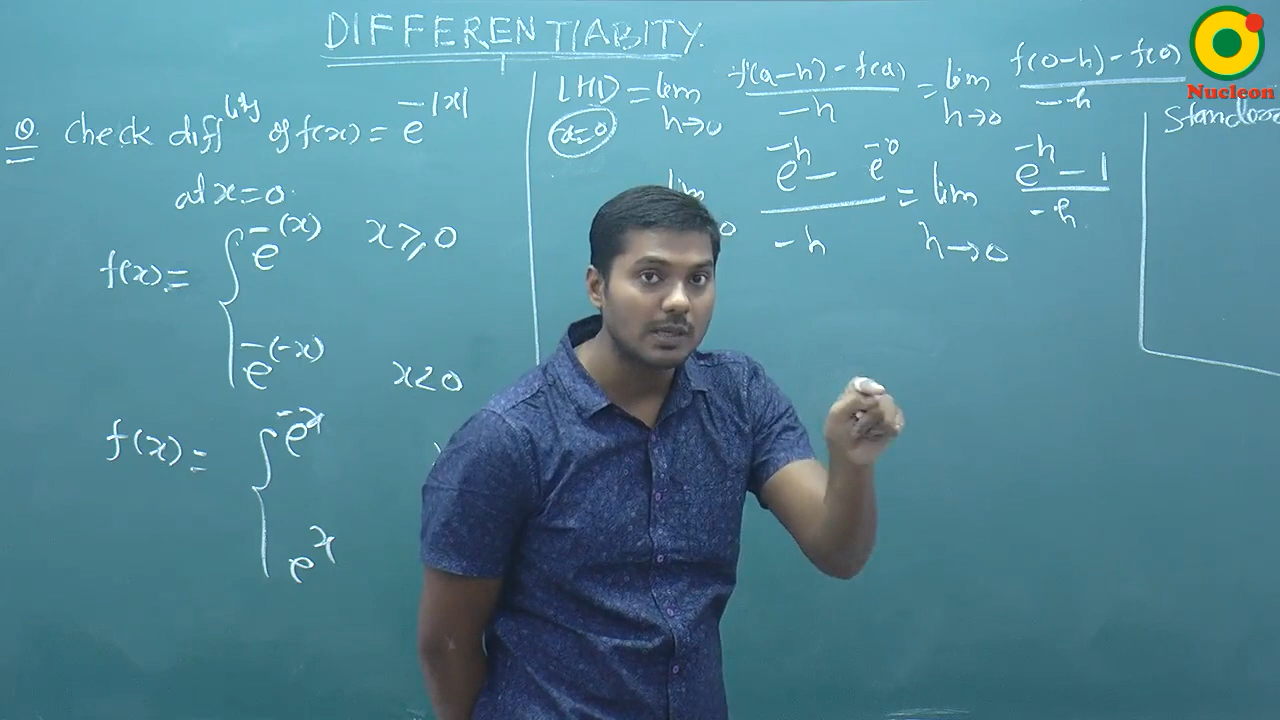 DIFFERENTIABITY.
Q. Check diff^lity of f(x) = e^-|x|
at x=0.
f(x) = { e^-(x) x ≥ 0
e^-(-x) x < 0
f(x) = { e^-x
e^x
LHD = lim h→0 f(a-h) - f(a) / -h = lim h→0 f(0-h) - f(0) / -h
(x=0)
lim 0 e^-h - e^-0 / -h = lim h→0 e^-h - 1 / -h
Nucleon